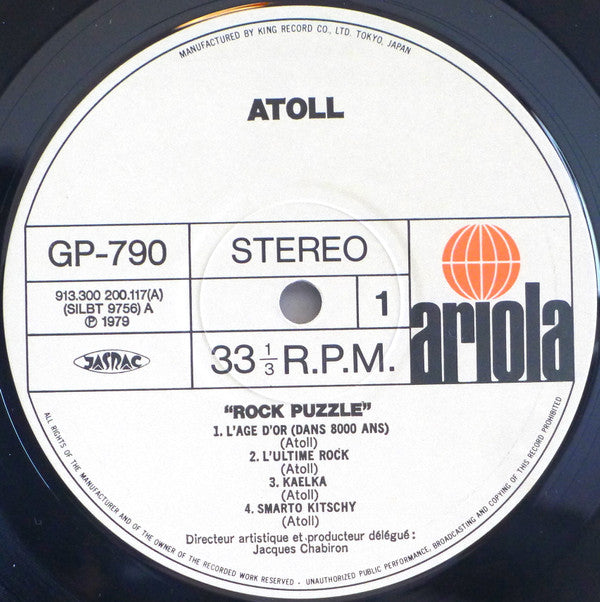 MANUFACTURED BY KING RECORD CO., LTD. TOKYO, JAPAN
ATOLL
GP-790
STEREO
913.300 200.117(A)
(SILBT 9756) A
Ⓟ 1979
1
ariola
JASRAC
33 1/3 R.P.M.
"ROCK PUZZLE"
1. L'AGE D'OR (DANS 8000 ANS)
(Atoll)
2. L'ULTIME ROCK
(Atoll)
3. KAELKA
(Atoll)
4. SMARTO KITSCHY
(Atoll)
Directeur artistique et producteur délégué :
Jacques Chabiron
ALL RIGHTS OF THE MANUFACTURER AND OF THE OWNER OF THE RECORDED WORK RESERVED - UNAUTHORIZED PUBLIC PERFORMANCE, BROADCASTING AND COPYING OF THIS RECORD PROHIBITED